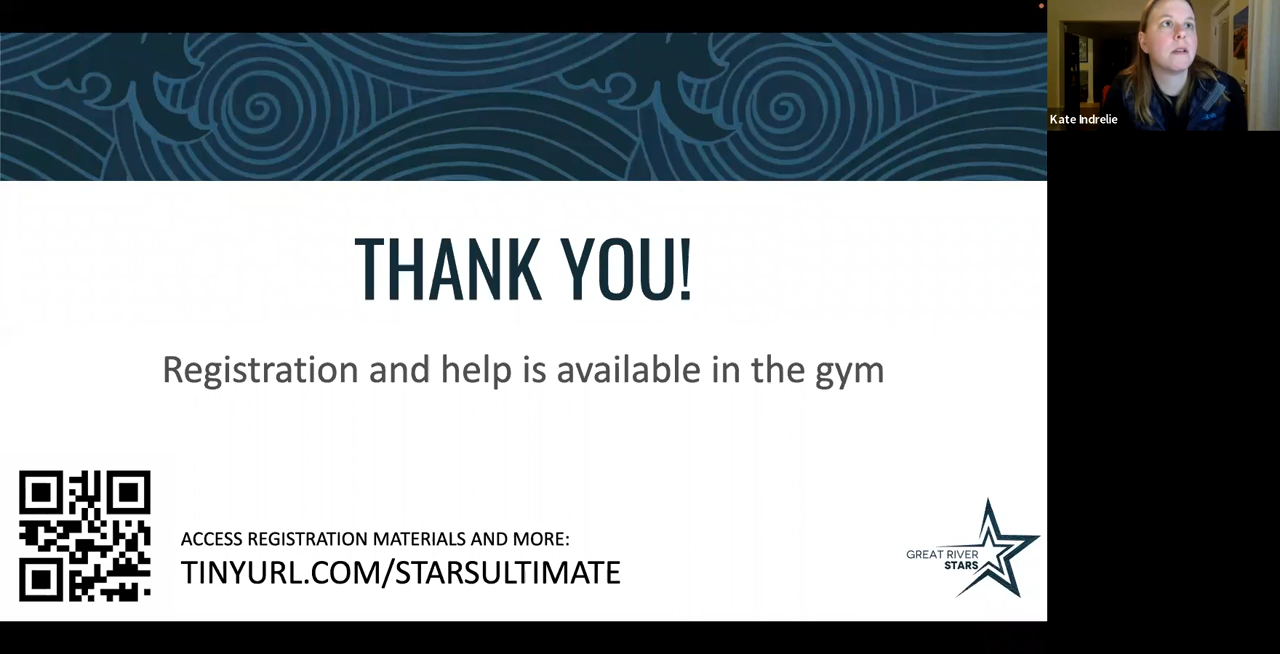 Kate Indrelie
THANK YOU!
Registration and help is available in the gym
ACCESS REGISTRATION MATERIALS AND MORE:
TINYURL.COM/STARSULTIMATE
GREAT RIVER
STARS